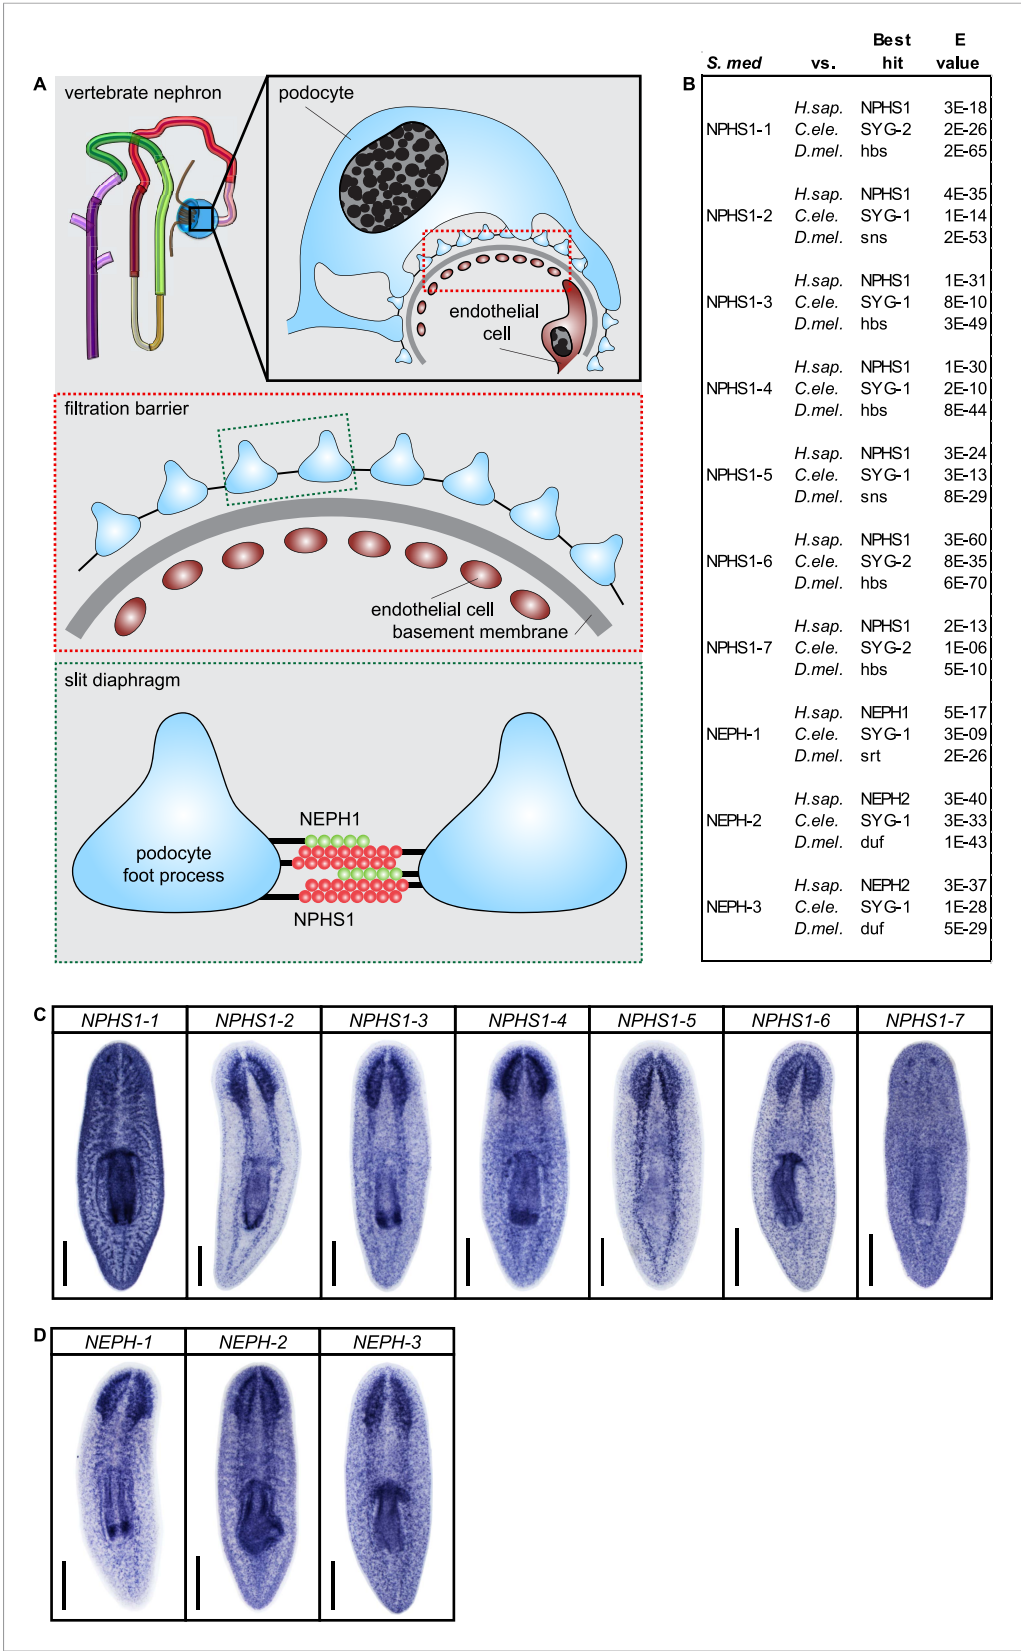 A
vertebrate nephron
podocyte
endothelial
cell
filtration barrier
endothelial cell
basement membrane
slit diaphragm
NEPH1
podocyte
foot process
NPHS1
B
Best E
S. med vs. hit value
H.sap. NPHS1 3E-18
NPHS1-1 C.ele. SYG-2 2E-26
D.mel. hbs 2E-65
H.sap. NPHS1 4E-35
NPHS1-2 C.ele. SYG-1 1E-14
D.mel. sns 2E-53
H.sap. NPHS1 1E-31
NPHS1-3 C.ele. SYG-1 8E-10
D.mel. hbs 3E-49
H.sap. NPHS1 1E-30
NPHS1-4 C.ele. SYG-1 2E-10
D.mel. hbs 8E-44
H.sap. NPHS1 3E-24
NPHS1-5 C.ele. SYG-1 3E-13
D.mel. sns 8E-29
H.sap. NPHS1 3E-60
NPHS1-6 C.ele. SYG-2 8E-35
D.mel. hbs 6E-70
H.sap. NPHS1 2E-13
NPHS1-7 C.ele. SYG-2 1E-06
D.mel. hbs 5E-10
H.sap. NEPH1 5E-17
NEPH-1 C.ele. SYG-1 3E-09
D.mel. srt 2E-26
H.sap. NEPH2 3E-40
NEPH-2 C.ele. SYG-1 3E-33
D.mel. duf 1E-43
H.sap. NEPH2 3E-37
NEPH-3 C.ele. SYG-1 1E-28
D.mel. duf 5E-29
C
NPHS1-1 NPHS1-2 NPHS1-3 NPHS1-4 NPHS1-5 NPHS1-6 NPHS1-7
D
NEPH-1 NEPH-2 NEPH-3